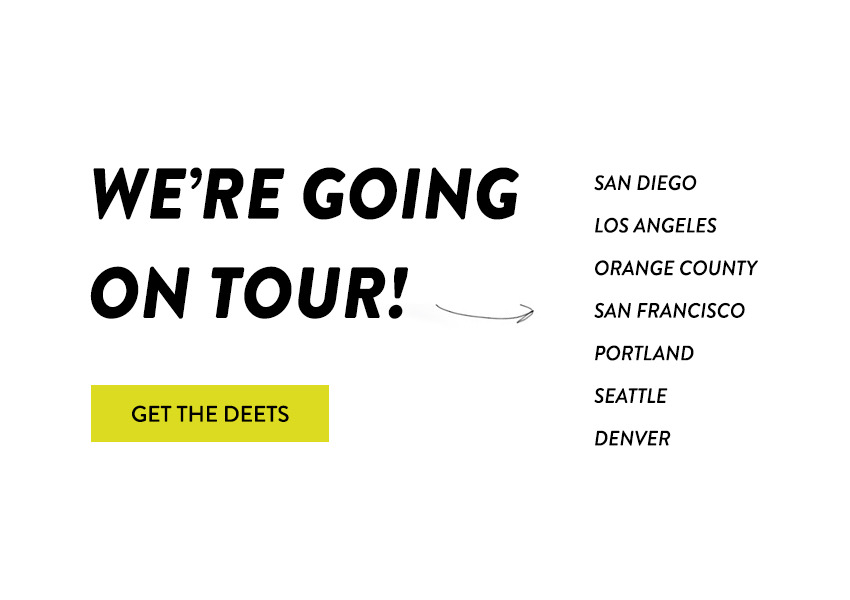 WE’RE GOING
ON TOUR!
GET THE DEETS
SAN DIEGO
LOS ANGELES
ORANGE COUNTY
SAN FRANCISCO
PORTLAND
SEATTLE
DENVER